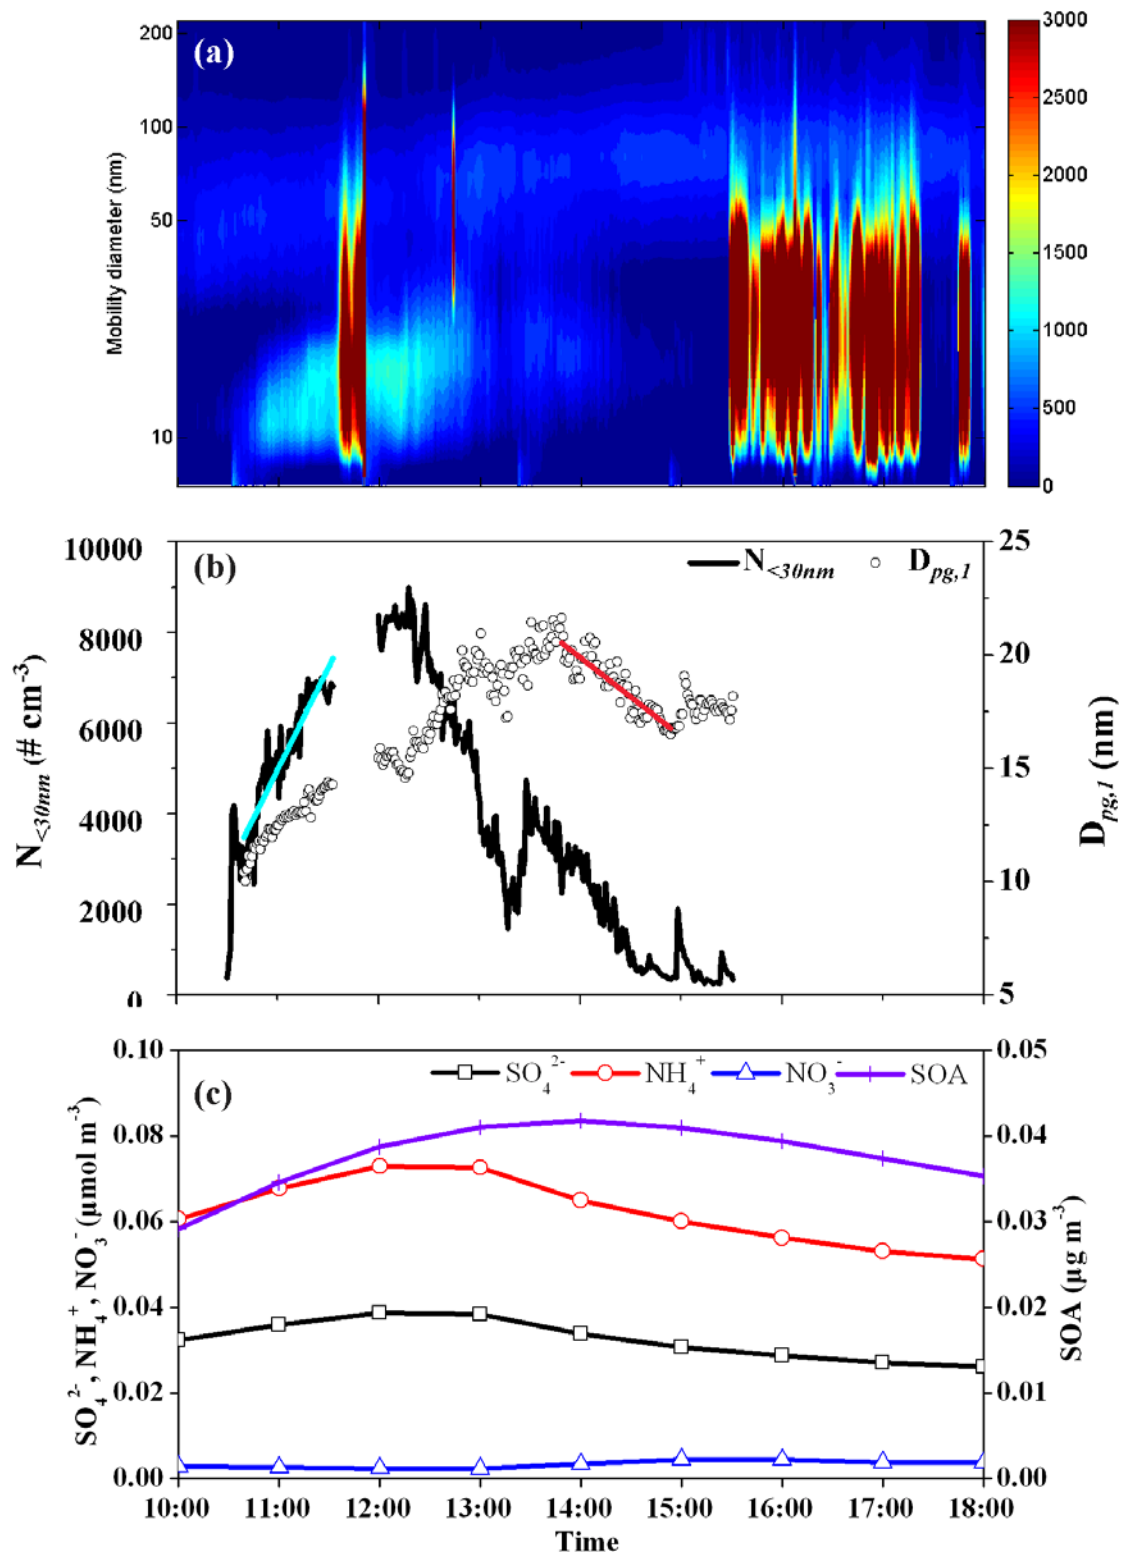 (a)
Mobility diameter (nm)
200
100
50
10
3000
2500
2000
1500
1000
500
0
(b)
N<30nm
Dpg,1
N<30nm (# cm-3)
10000
8000
6000
4000
2000
0
25
20
15
10
5
Dpg,1 (nm)
(c)
SO4 2-
NH4 +
NO3 -
SOA
SO4 2-, NH4 +, NO3 - (μmol m-3)
0.10
0.08
0.06
0.04
0.02
0.00
0.05
0.04
0.03
0.02
0.01
0.00
SOA (μg m-3)
10:00 11:00 12:00 13:00 14:00 15:00 16:00 17:00 18:00
Time